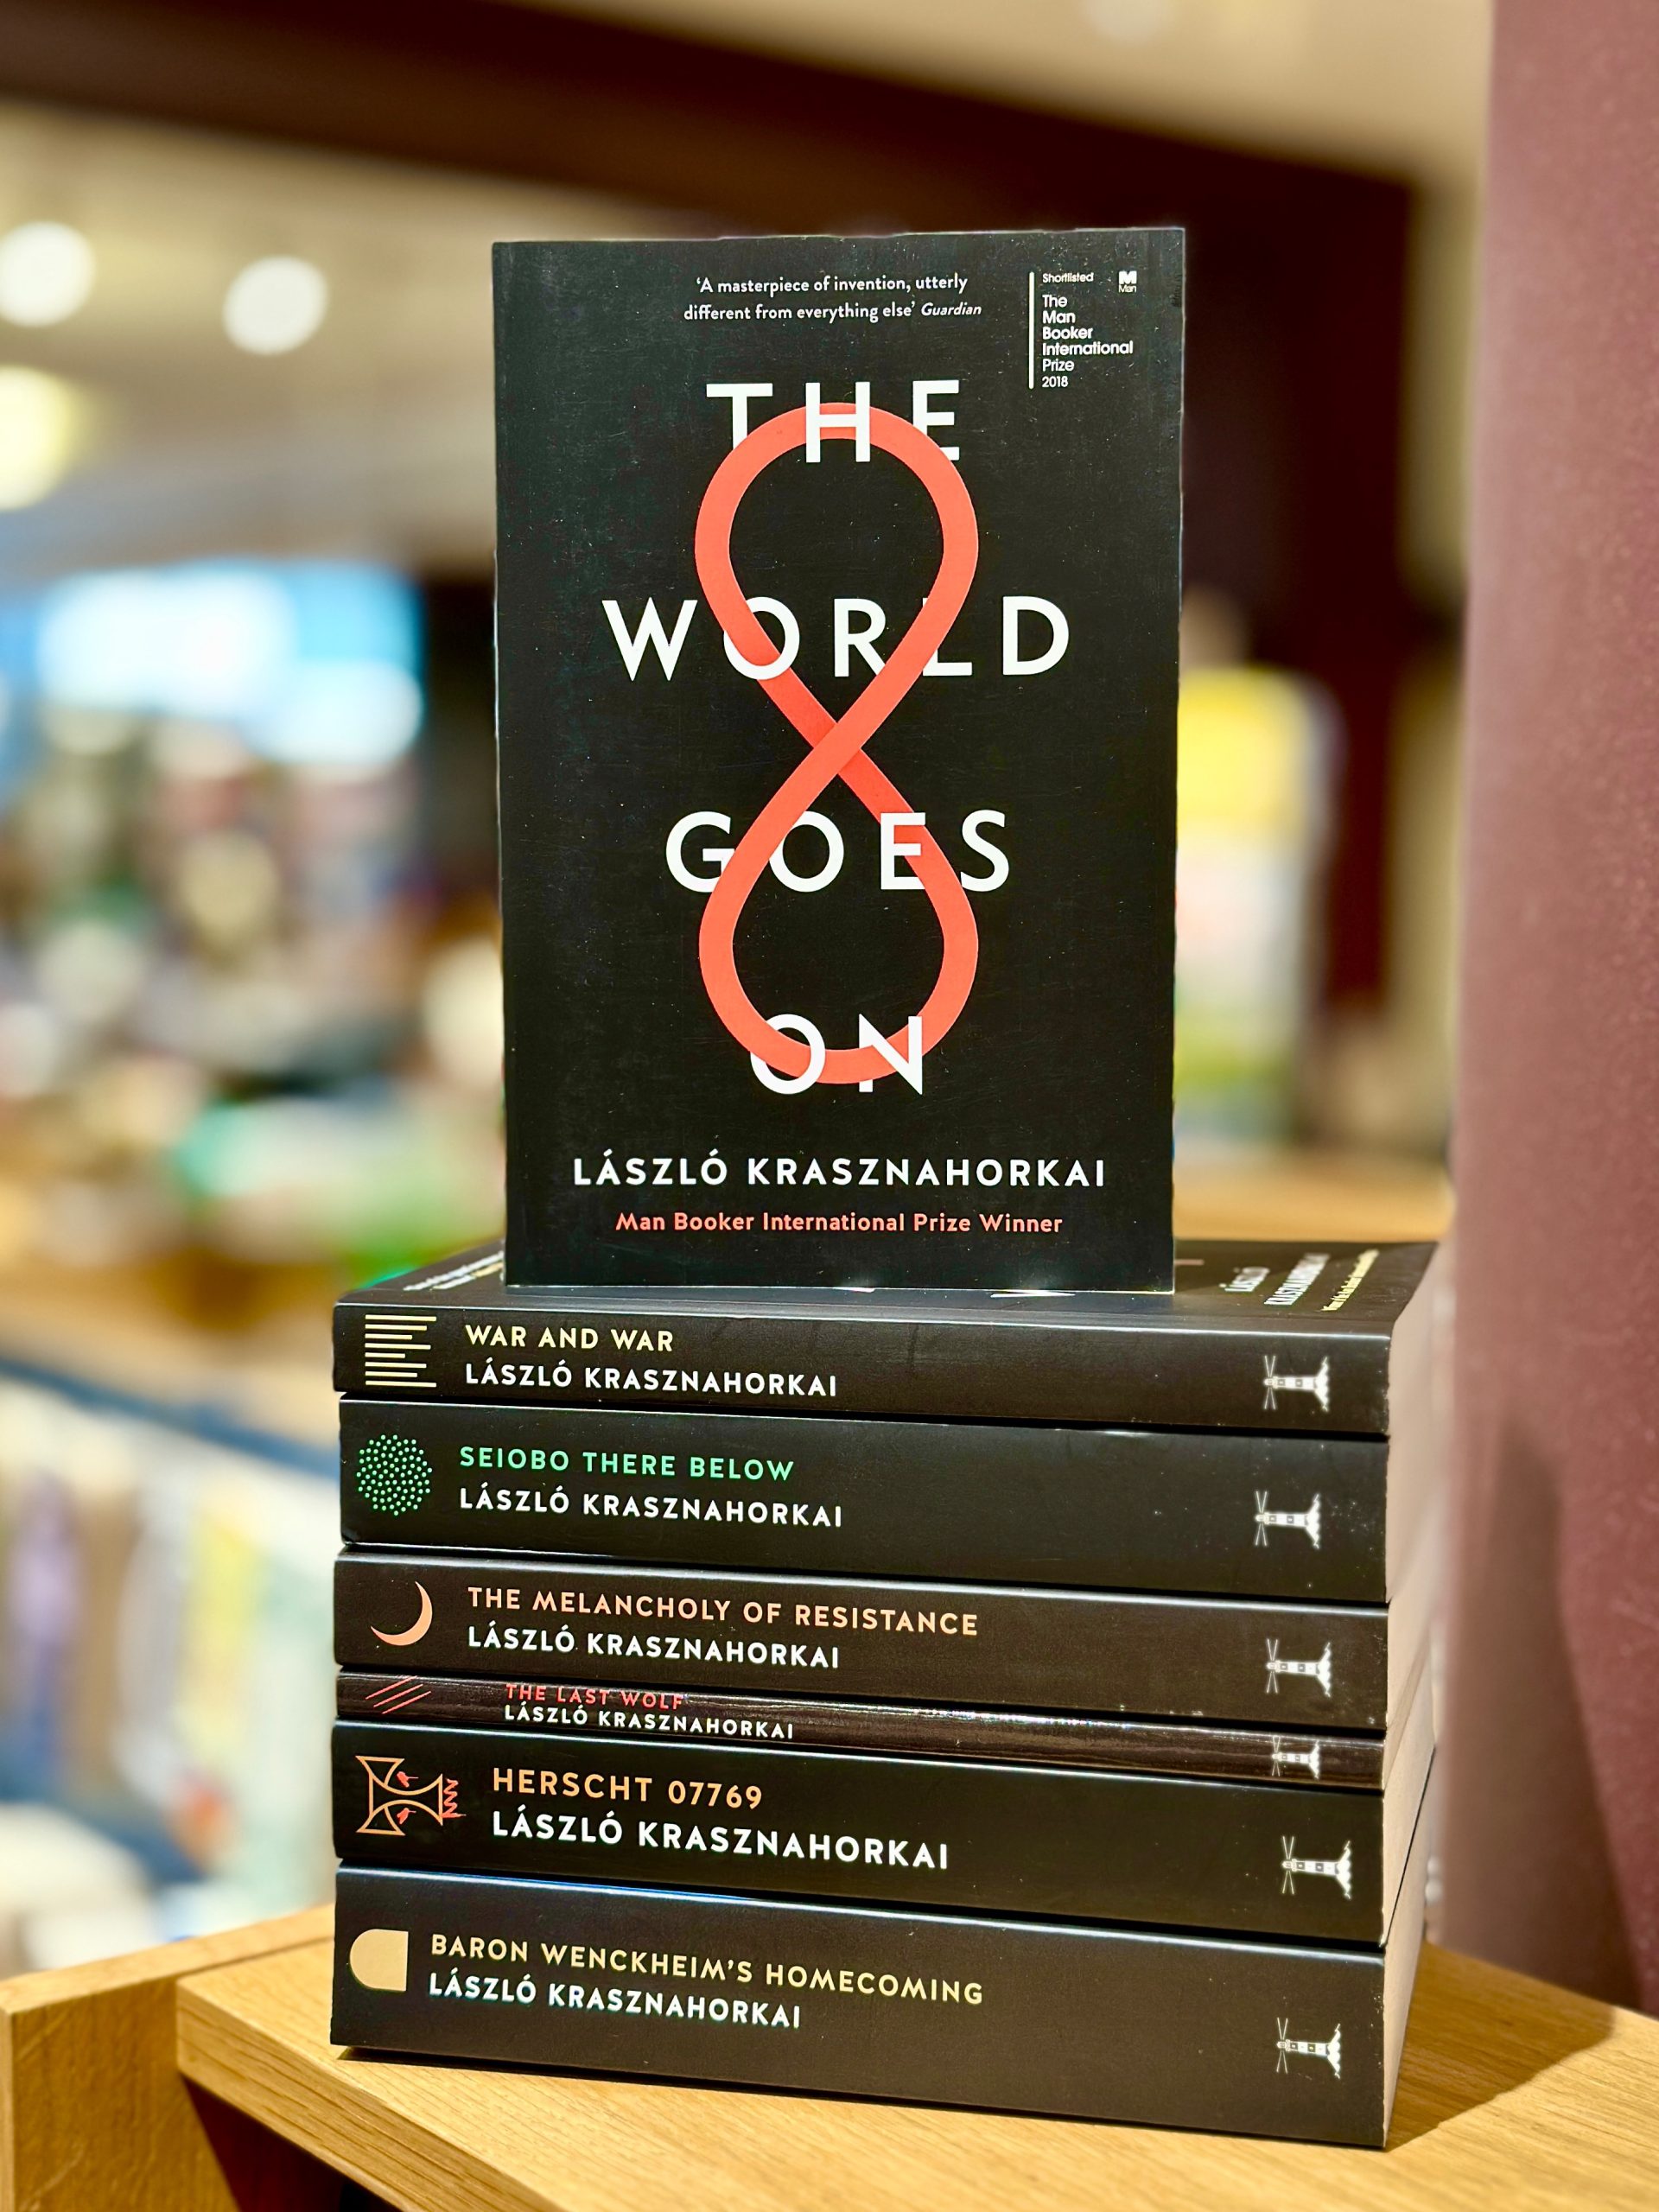 'A masterpiece of invention, utterly
different from everything else' Guardian
Shortlisted
Man
The
Man
Booker
International
Prize
2018
THE
WORLD
GOES
ON
LÁSZLÓ KRASZNAHORKAI
Man Booker International Prize Winner
LÁSZLÓ
KRASZNAHORKAI
WAR AND WAR
LÁSZLÓ KRASZNAHORKAI
SEIOBO THERE BELOW
LÁSZLÓ KRASZNAHORKAI
THE MELANCHOLY OF RESISTANCE
LÁSZLÓ KRASZNAHORKAI
THE LAST WOLF
LÁSZLÓ KRASZNAHORKAI
HERSCHT 07769
LÁSZLÓ KRASZNAHORKAI
BARON WENCKHEIM'S HOMECOMING
LÁSZLÓ KRASZNAHORKAI